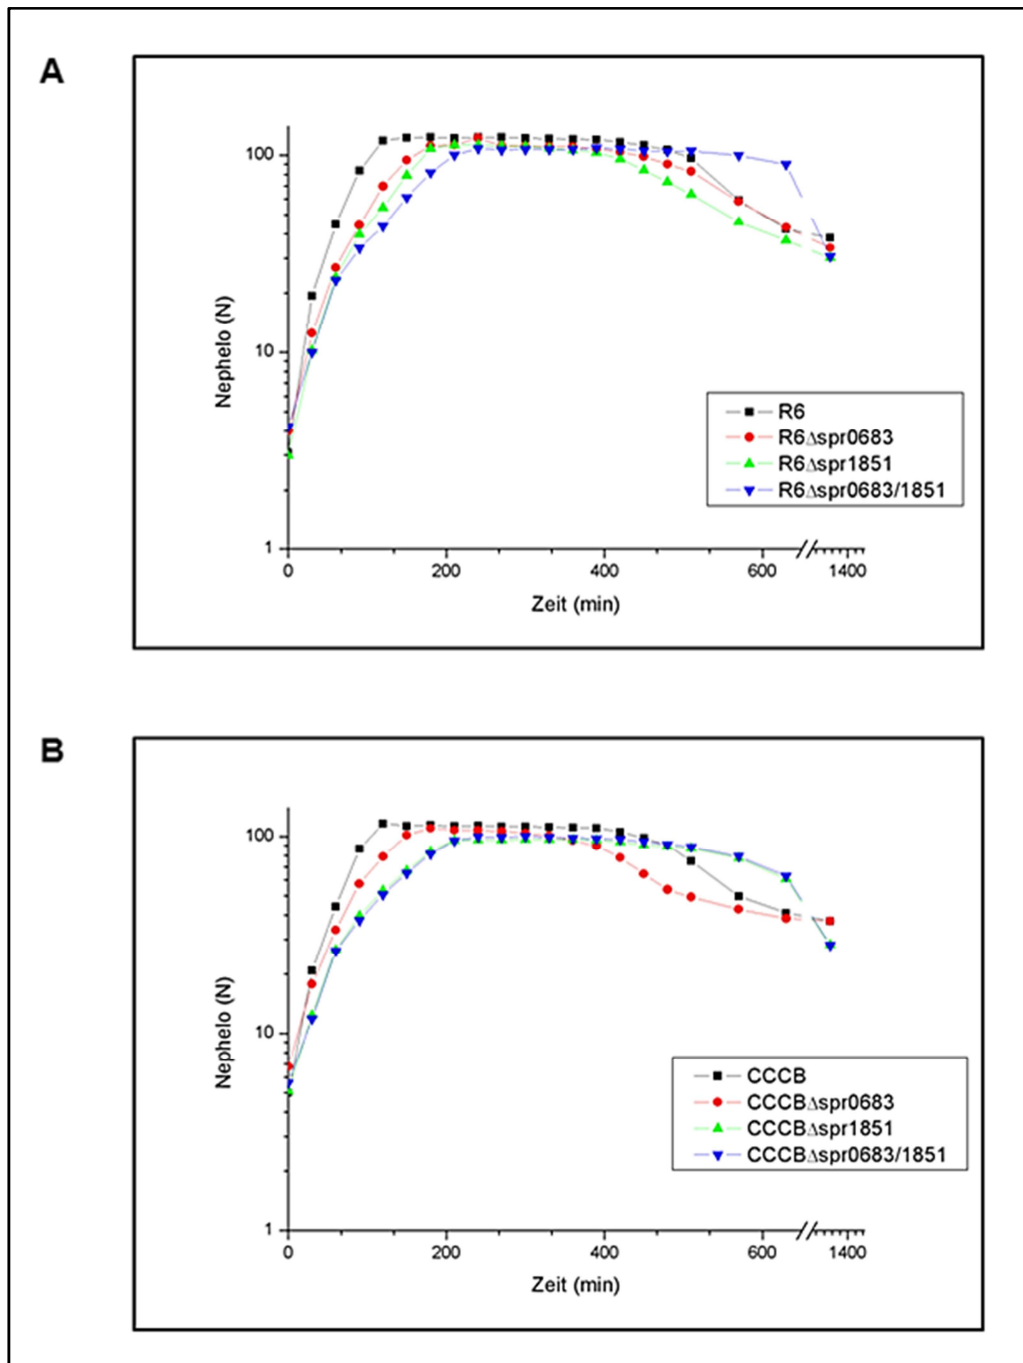 A
100
10
1
Nephelo (N)
0 200 400 600 1400
Zeit (min)
R6
R6Δspr0683
R6Δspr1851
R6Δspr0683/1851
B
100
10
1
Nephelo (N)
0 200 400 600 1400
Zeit (min)
CCCB
CCCBΔspr0683
CCCBΔspr1851
CCCBΔspr0683/1851